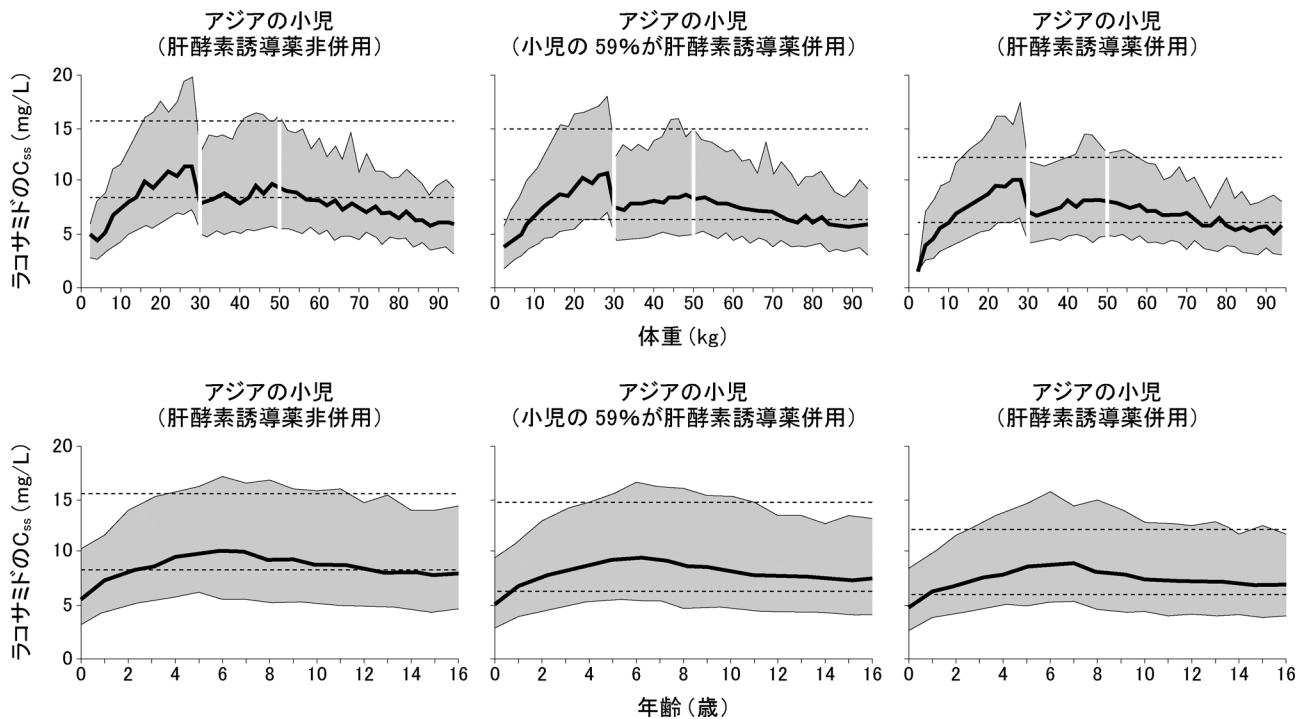 アジアの小児
(肝酵素誘導薬非併用)
アジアの小児
(小児の 59%が肝酵素誘導薬併用)
アジアの小児
(肝酵素誘導薬併用)
ラコサミドのCss (mg/L)
20
15
10
5
0
0 10 20 30 40 50 60 70 80 90
0 10 20 30 40 50 60 70 80 90
0 10 20 30 40 50 60 70 80 90
体重 (kg)
アジアの小児
(肝酵素誘導薬非併用)
アジアの小児
(小児の 59%が肝酵素誘導薬併用)
アジアの小児
(肝酵素誘導薬併用)
ラコサミドのCss (mg/L)
20
15
10
5
0
0 2 4 6 8 10 12 14 16
0 2 4 6 8 10 12 14 16
0 2 4 6 8 10 12 14 16
年齢 (歳)